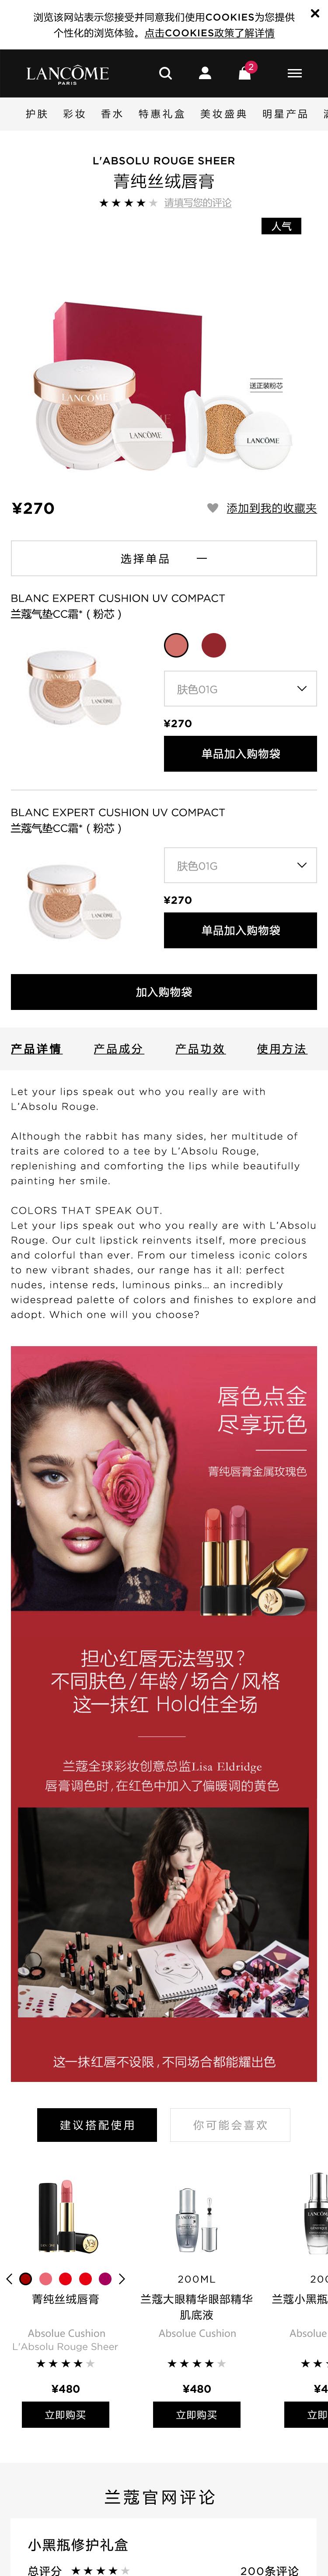 浏览该网站表示您接受并同意我们使用COOKIES为您提供
个性化的浏览体验。点击COOKIES政策了解详情
LANCÔME
PARIS
2
护肤 彩妆 香水 特惠礼盒 美妆盛典 明星产品
L'ABSOLU ROUGE SHEER
菁纯丝绒唇膏
请填写您的评论
人气
LANCÔME
LANCÔME
送正装粉芯
LANCÔME
¥270
添加到我的收藏夹
选择单品 一
BLANC EXPERT CUSHION UV COMPACT
兰蔻气垫CC霜* ( 粉芯 )
肤色01G
¥270
单品加入购物袋
BLANC EXPERT CUSHION UV COMPACT
兰蔻气垫CC霜* ( 粉芯 )
肤色01G
¥270
单品加入购物袋
加入购物袋
产品详情 产品成分 产品功效 使用方法
Let your lips speak out who you really are with
L'Absolu Rouge.
Although the rabbit has many sides, her multitude of
traits are colored to a tee by L'Absolu Rouge,
replenishing and comforting the lips while beautifully
painting her smile.
COLORS THAT SPEAK OUT.
Let your lips speak out who you really are with L'Absolu
Rouge. Our cult lipstick reinvents itself, more precious
and colorful than ever. From our timeless iconic colors
to new vibrant shades, our range has it all: perfect
nudes, intense reds, luminous pinks... an incredibly
widespread palette of colors and finishes to explore and
adopt. Which one will you choose?
唇色点金
尽享玩色
菁纯唇膏金属玫瑰色
担心红唇无法驾驭？
不同肤色/年龄/场合/风格
这一抹红 Hold住全场
兰蔻全球彩妆创意总监Lisa Eldridge
唇膏调色时,在红色中加入了偏暖调的黄色
这一抹红唇不设限,不同场合都能耀出色
建议搭配使用 你可能会喜欢
200ML
菁纯丝绒唇膏 兰蔻大眼精华眼部精华
肌底液
兰蔻小黑瓶
Absolue Cushion
L'Absolu Rouge Sheer
Absolue Cushion
Absolue
¥480 ¥480
立即购买 立即购买
兰蔻官网评论
小黑瓶修护礼盒
总评分 200条评论